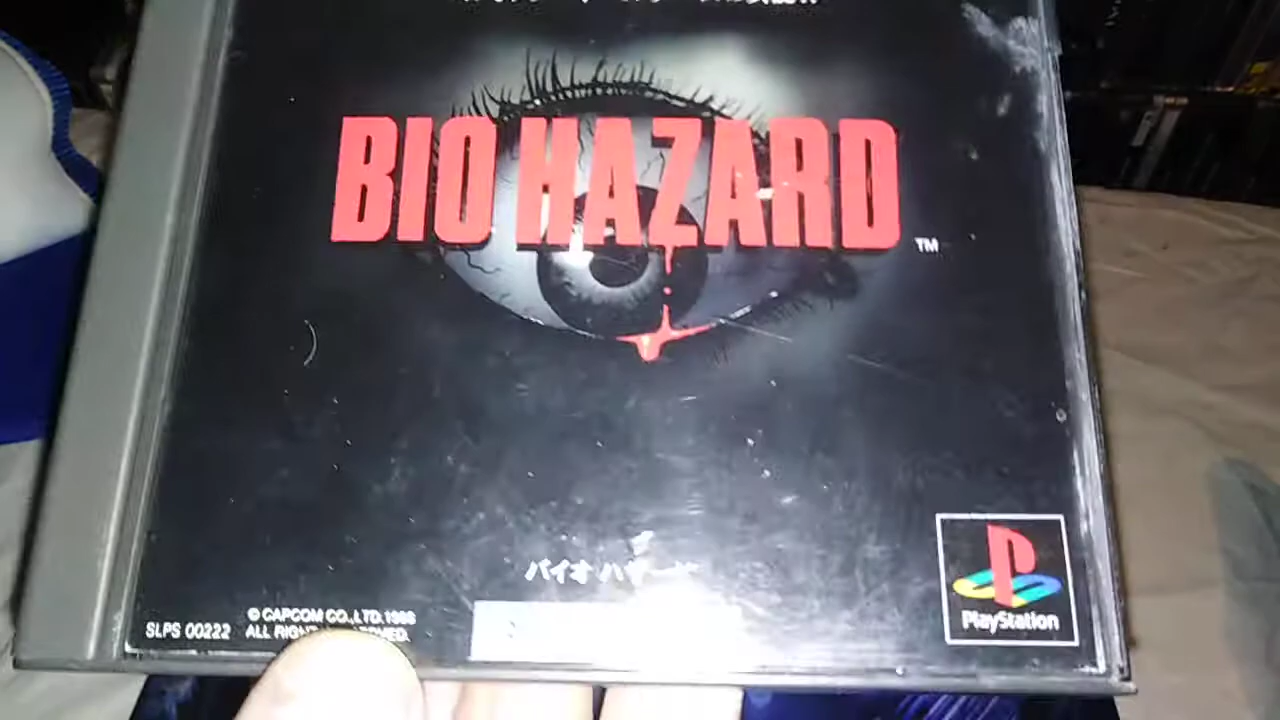 BIO HAZARD
TM
バイオ ハザード
© CAPCOM CO.,LTD.1996
SLPS 00222
ALL RIGHTS RESERVED.
PlayStation